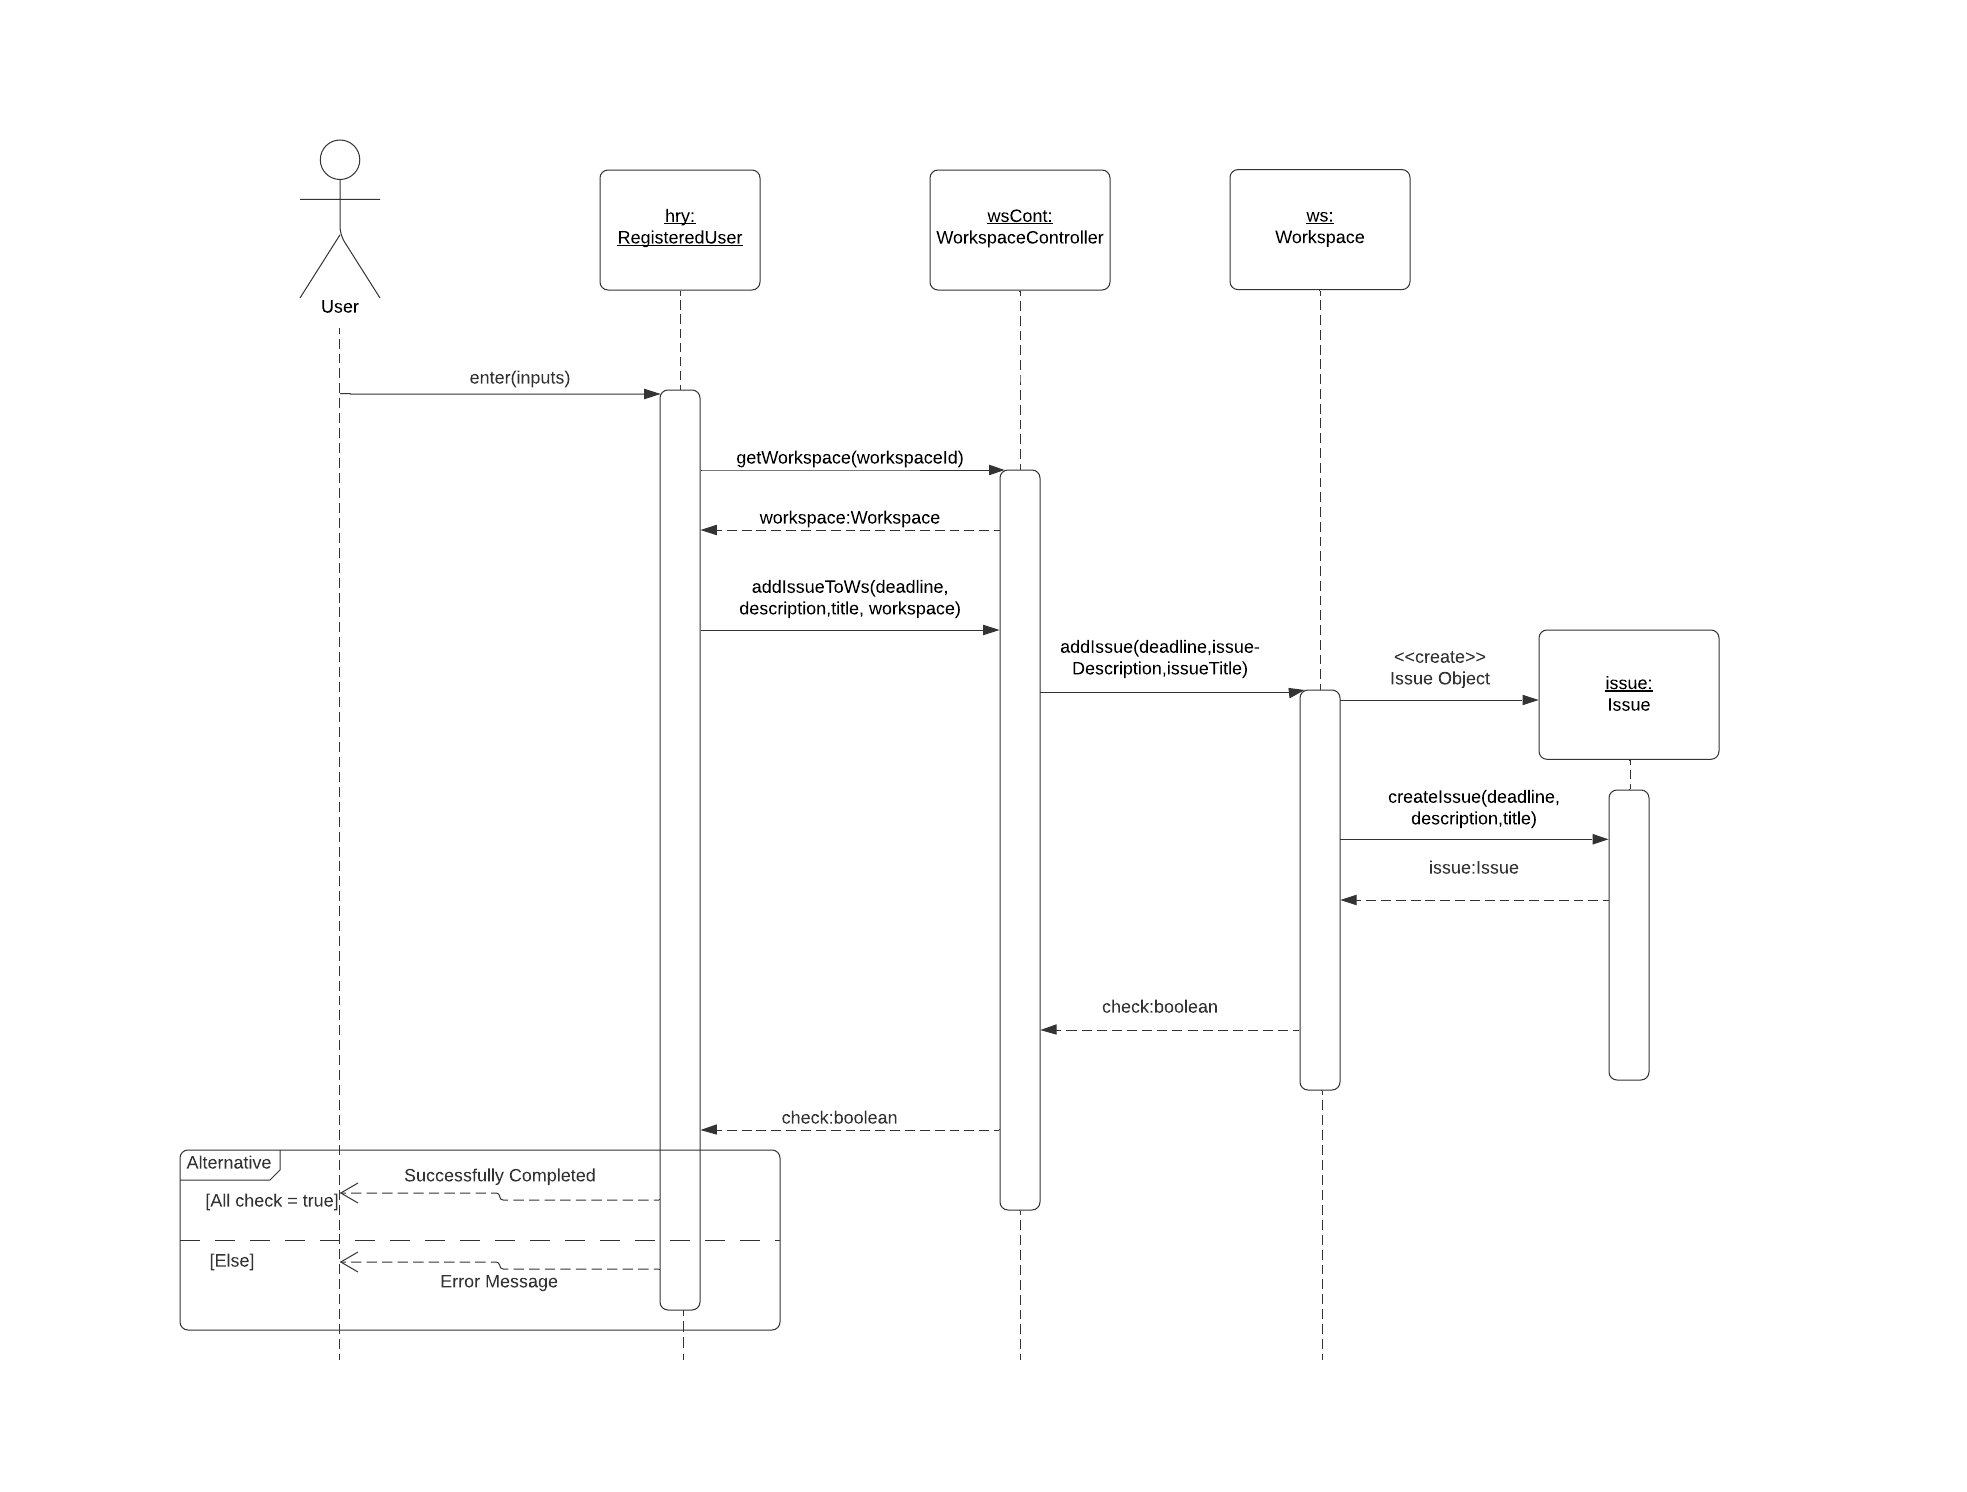 User
hry:
RegisteredUser
wsCont:
WorkspaceController
ws:
Workspace
enter(inputs)
getWorkspace(workspaceId)
workspace:Workspace
addIssueToWs(deadline,
description,title, workspace)
addIssue(deadline,issue-
Description,issueTitle)
<<create>>
Issue Object
issue:
Issue
createIssue(deadline,
description,title)
issue:Issue
check:boolean
check:boolean
Alternative
Successfully Completed
[All check = true]
[Else]
Error Message